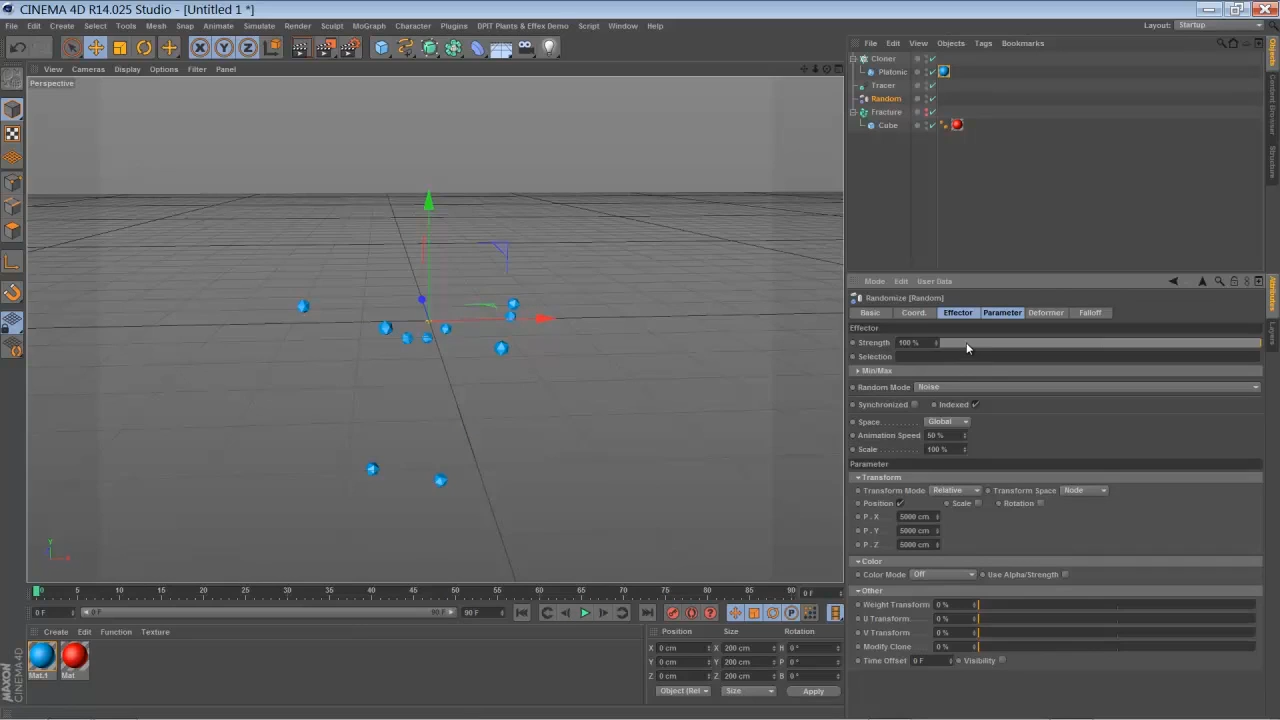 CINEMA 4D R14.025 Studio - [Untitled 1 *]
File Edit Create Select Tools Mesh Snap Animate Simulate Render Sculpt MoGraph Character Plugins DPIT Plants & Effex Demo Script Window Help
Layout: Startup
View Cameras Display Options Filter Panel
Perspective
File Edit View Objects Tags Bookmarks
Cloner
Platonic
Tracer
Random
Fracture
Cube
Objects
Content Browser
Structure
Mode Edit User Data
Randomize [Random]
Basic Coord. Effector Parameter Deformer Falloff
Effector
Strength 100 %
Selection
Min/Max
Random Mode Noise
Synchronized Indexed
Space Global
Animation Speed 50 %
Scale 100 %
Parameter
Transform
Transform Mode Relative Transform Space Node
Position Scale Rotation
P . X 5000 cm
P . Y 5000 cm
P . Z 5000 cm
Color
Color Mode Off Use Alpha/Strength
Other
Weight Transform 0 %
U Transform 0 %
V Transform 0 %
Modify Clone 0 %
Time Offset 0 F Visibility
Attributes
Layers
Y
X
0 5 10 15 20 25 30 35 40 45 50 55 60 65 70 75 80 85 90 0 F
0 F 0 F 90 F 90 F
Create Edit Function Texture
Mat.1 Mat
Position Size Rotation
X 0 cm X 200 cm H 0 °
Y 0 cm Y 200 cm P 0 °
Z 0 cm Z 200 cm B 0 °
Object (Rel Size Apply
MAXON
CINEMA 4D